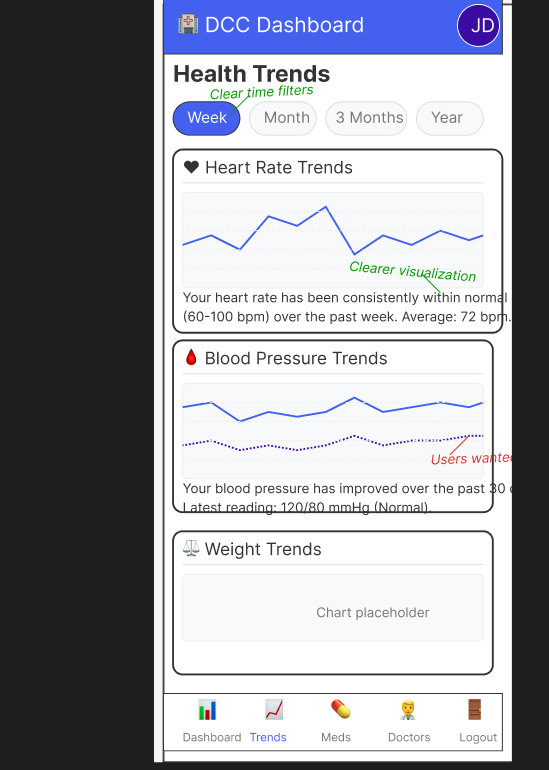 DCC Dashboard
JD
Health Trends
Clear time filters
Week
Month
3 Months
Year
Heart Rate Trends
Clearer visualization
Your heart rate has been consistently within normal
(60-100 bpm) over the past week. Average: 72 bpm.
Blood Pressure Trends
Users wanted
Your blood pressure has improved over the past 30
Latest reading: 120/80 mmHg (Normal).
Weight Trends
Chart placeholder
Dashboard
Trends
Meds
Doctors
Logout